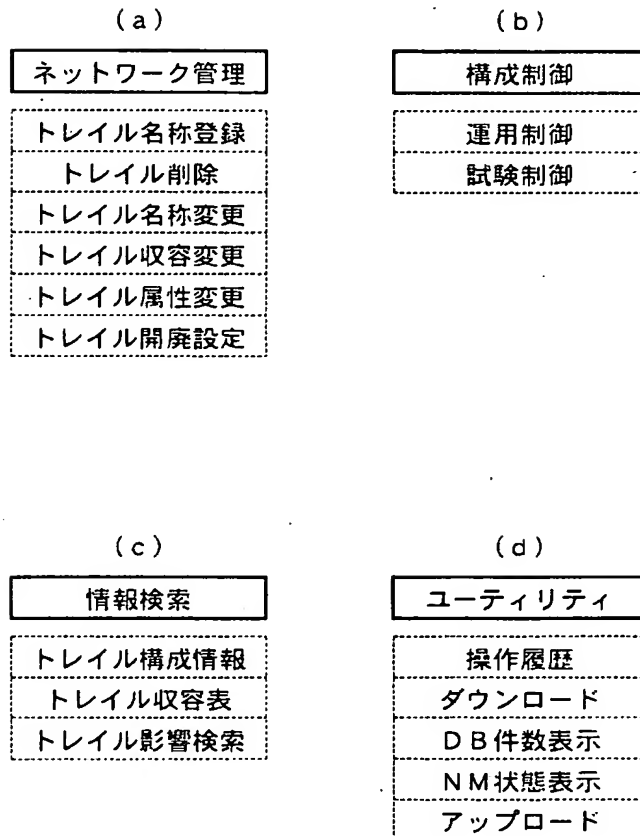 (a)
ネットワーク管理
トレイル名称登録
トレイル削除
トレイル名称変更
トレイル収容変更
トレイル属性変更
トレイル開廃設定
(b)
構成制御
運用制御
試験制御
(c)
情報検索
トレイル構成情報
トレイル収容表
トレイル影響検索
(d)
ユーティリティ
操作履歴
ダウンロード
DB件数表示
NM状態表示
アップロード